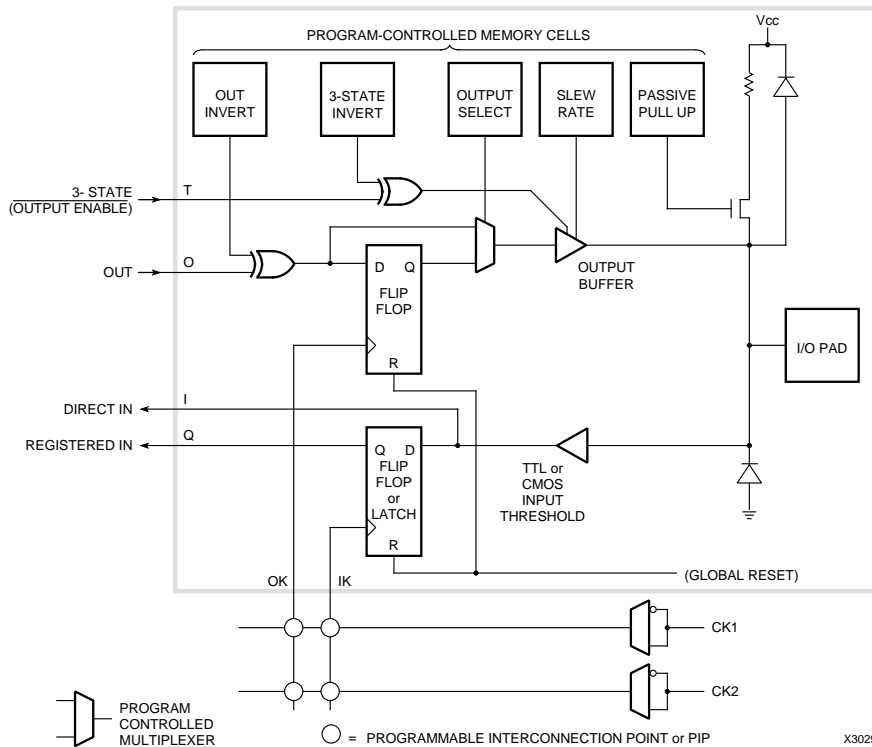 Vcc
PROGRAM-CONTROLLED MEMORY CELLS
OUT
INVERT
3-STATE
INVERT
OUTPUT
SELECT
SLEW
RATE
PASSIVE
PULL UP
3- STATE
(OUTPUT ENABLE)
T
OUT
O
D Q
FLIP
FLOP
R
OUTPUT
BUFFER
I/O PAD
DIRECT IN
I
REGISTERED IN
Q
Q D
FLIP
FLOP
or
LATCH
R
TTL or
CMOS
INPUT
THRESHOLD
OK
IK
(GLOBAL RESET)
CK1
CK2
PROGRAM
CONTROLLED
MULTIPLEXER
= PROGRAMMABLE INTERCONNECTION POINT or PIP
X3029